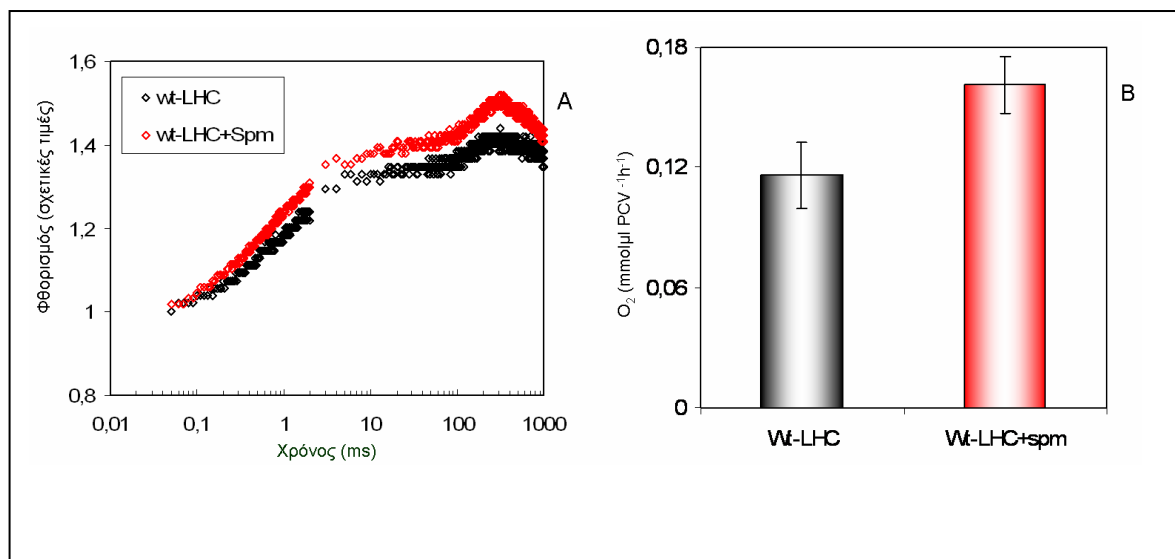 1,6
1,4
1,2
1
0,8
0,01 0,1 1 10 100 1000
Φθορισμός (σχετικές τιμές)
Χρόνος (ms)
wt-LHC
wt-LHC+Spm
A
0,18
0,12
0,06
0
O₂ (mmolμl PCV ⁻¹h⁻¹)
Wt-LHC Wt-LHC+spm
B